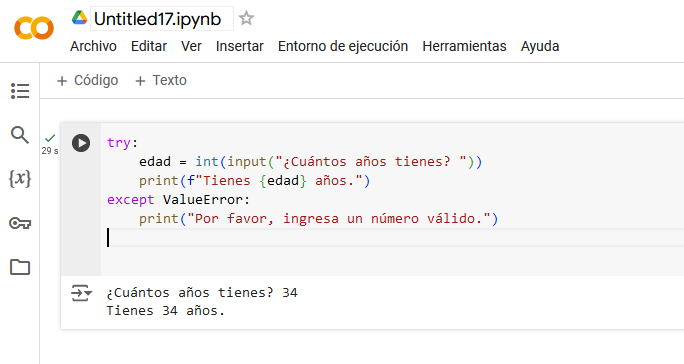 Untitled17.ipynb
Archivo Editar Ver Insertar Entorno de ejecución Herramientas Ayuda
+ Código + Texto
{x}
29 s
try:
    edad = int(input("¿Cuántos años tienes? "))
    print(f"Tienes {edad} años.")
except ValueError:
    print("Por favor, ingresa un número válido.")
¿Cuántos años tienes? 34
Tienes 34 años.